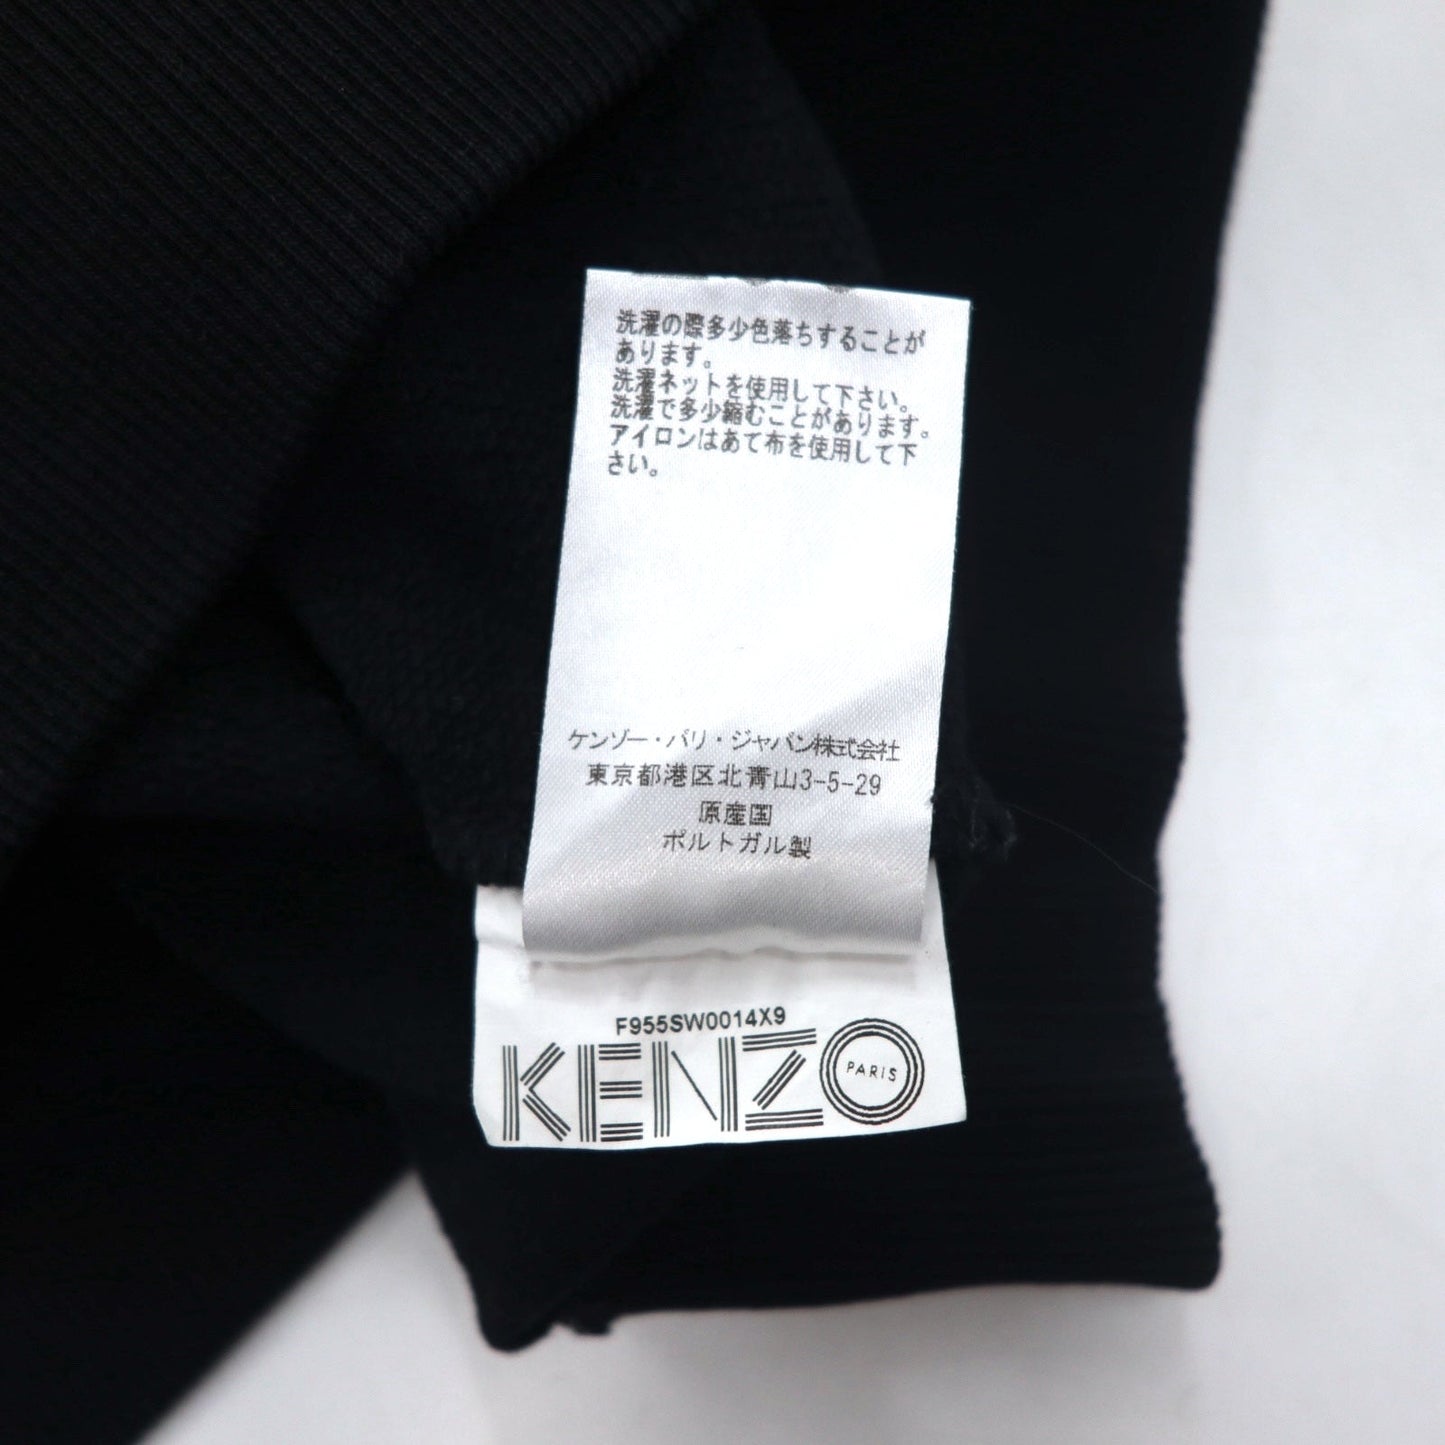 洗濯の際多少色落ちすることが
あります。
洗濯ネットを使用して下さい。
洗濯で多少縮むことがあります。
アイロンはあて布を使用して下
さい。
ケンゾー・パリ・ジャパン株式会社
東京都港区北青山3-5-29
原産国
ポルトガル製
F955SW0014X9
KENZO
PARIS